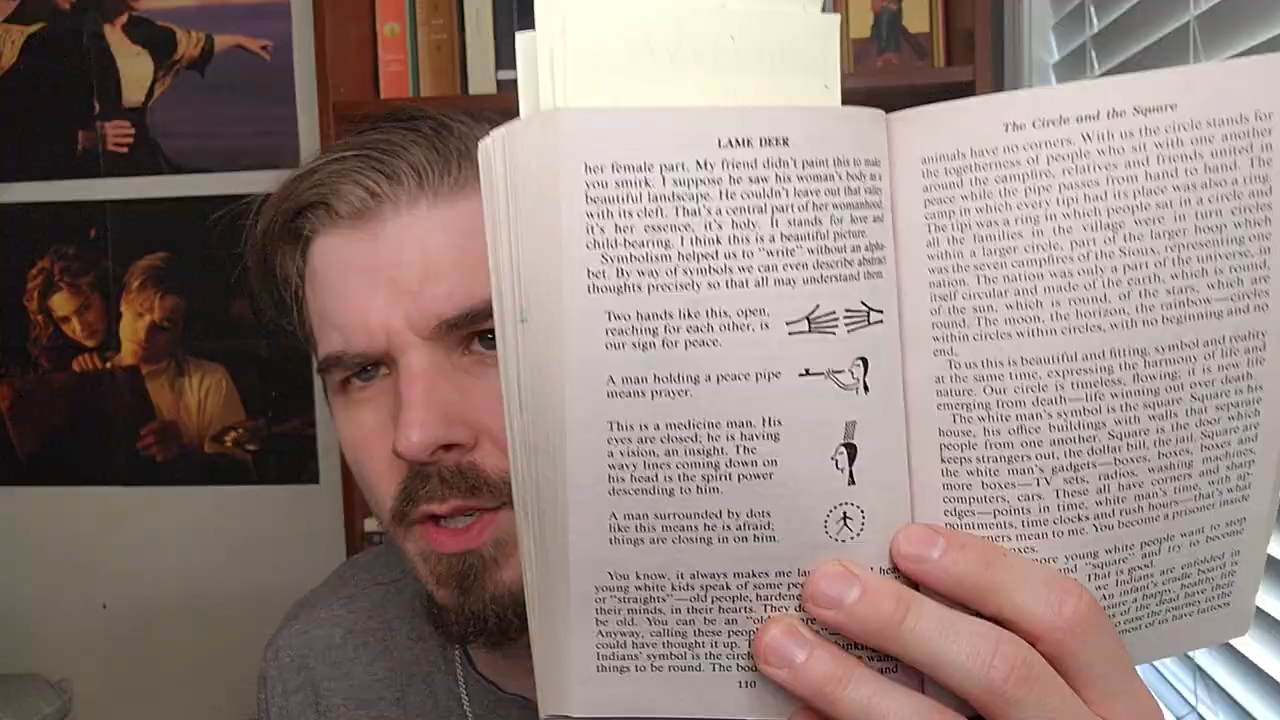 LAME DEER
her female part. My friend didn't paint this to make
you smirk. I suppose he saw his woman's body as a
beautiful landscape. He couldn't leave out that valley
with its cleft. That's a central part of her womanhood
it's her essence, it's holy. It stands for love and
child-bearing. I think this is a beautiful picture.
Symbolism helped us to "write" without an alpha-
bet. By way of symbols we can even describe abstract
thoughts precisely so that all may understand them
Two hands like this, open,
reaching for each other, is
our sign for peace.
A man holding a peace pipe
means prayer.
This is a medicine man. His
eyes are closed; he is having
a vision, an insight. The
wavy lines coming down on
his head is the spirit power
descending to him.
A man surrounded by dots
like this means he is afraid;
things are closing in on him.
You know, it always makes me
young white kids speak of some
or "straights"—old people,
their minds, in their hearts. They
be old. You can be an
Anyway, calling these
could have thought it up.
Indians' symbol is the
things to be round. The and
110
The Circle and the Square
animals have no corners. With us the circle stands for
the togetherness of people who sit with one another
around the campfire, relatives and friends united in
peace while the pipe passes from hand to hand. The
camp in which every tipi had its place was also a ring.
The tipi was a ring in which people sat in a circle and
all the families in the village were in turn circles
within a larger circle, part of the larger hoop which
was the seven campfires of the Sioux, representing one
nation. The nation was only a part of the universe, in
itself circular and made of the earth, which is round,
of the sun, which is round, of the stars, which are
round. The moon, the horizon, the rainbow—circles
within circles within circles, with no beginning and no
end.
To us this is beautiful and fitting, symbol and reality
at the same time, expressing the harmony of life and
nature. Our circle is timeless, flowing; it is new life
emerging from death—life winning out over death.
The white man's symbol is the square. Square is his
house, his office buildings with walls that separate
people from one another. Square is the door which
keeps strangers out, the dollar bill, the jail. Square are
the white man's gadgets—boxes, boxes, boxes and
more boxes—TV sets, radios, washing machines,
computers, cars. These all have corners and sharp
edges—points in time, white man's time, with ap-
pointments, time clocks and rush hours—that's what
mean to me. You become a prisoner inside
more young white people want to stop
and "square" and try to become
That is good.
we Indians are enfolded in
An infant's cradle board is
a happy, healthy life
of the dead have this
to ease the journey to the
most of us have tattoos